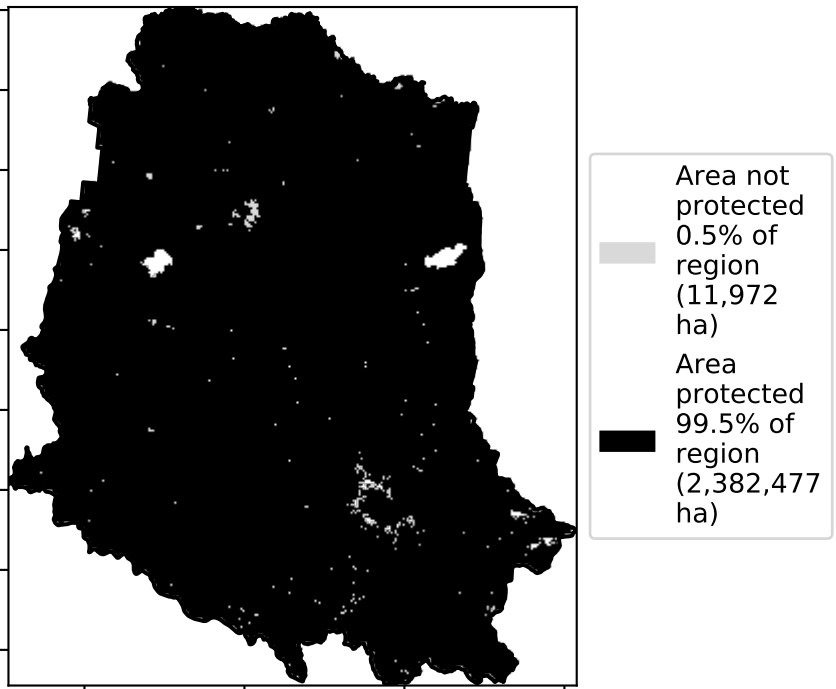 Area not
protected
0.5% of
region
(11,972
ha)
Area
protected
99.5% of
region
(2,382,477
ha)